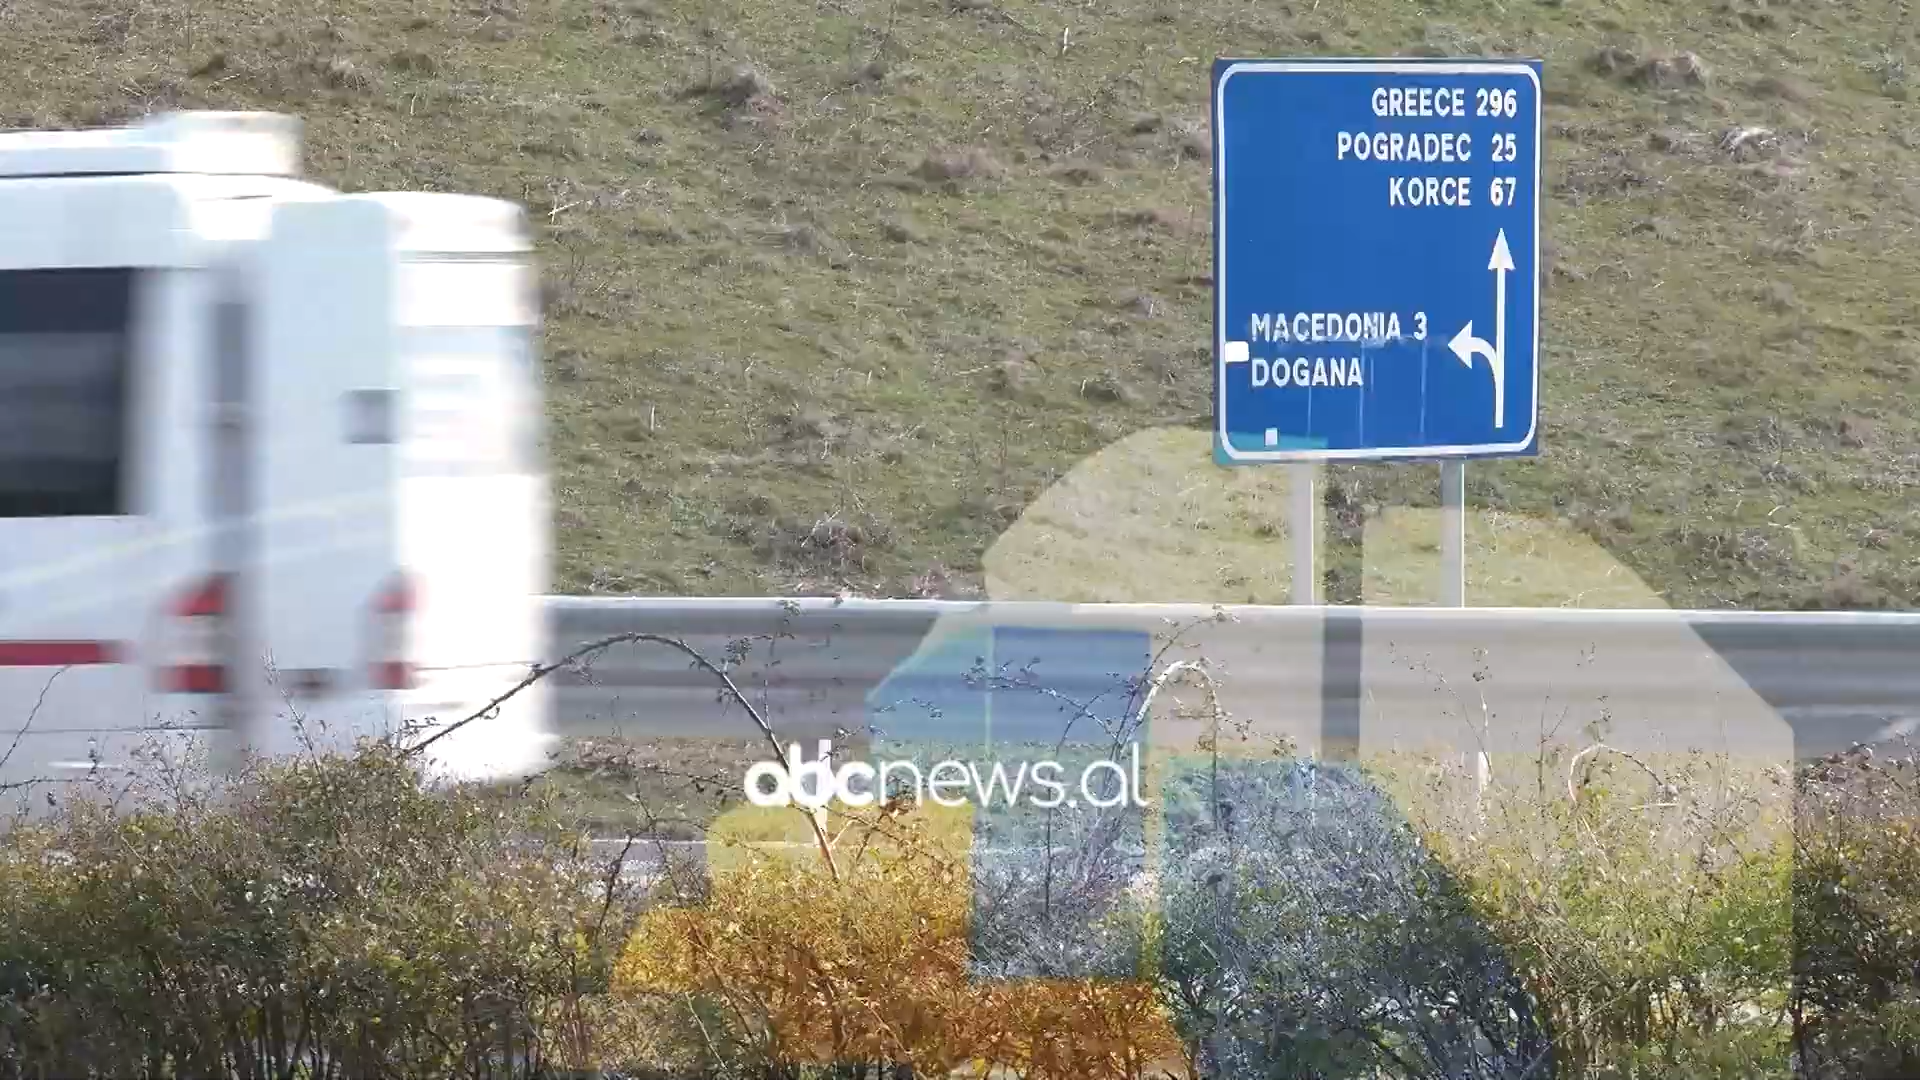 GREECE 296
POGRADEC 25
KORCE 67
MACEDONIA 3
DOGANA
abcnews.al